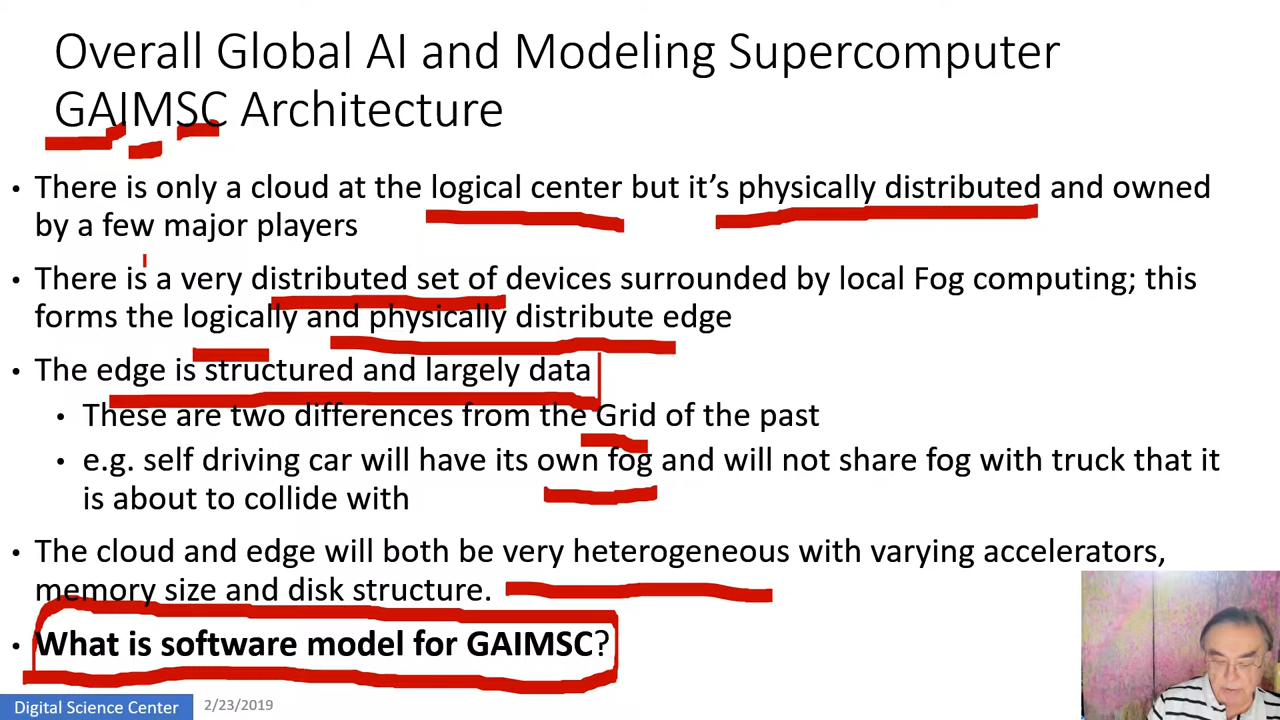 Overall Global AI and Modeling Supercomputer
GAIMSC Architecture
• There is only a cloud at the logical center but it's physically distributed and owned
by a few major players
• There is a very distributed set of devices surrounded by local Fog computing; this
forms the logically and physically distribute edge
• The edge is structured and largely data
• These are two differences from the Grid of the past
• e.g. self driving car will have its own fog and will not share fog with truck that it
is about to collide with
• The cloud and edge will both be very heterogeneous with varying accelerators,
memory size and disk structure.
• What is software model for GAIMSC?
Digital Science Center 2/23/2019